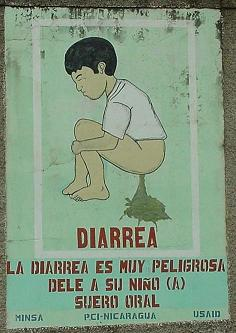 DIARREA
LA DIARREA ES MUY PELIGROSA
DELE A SU NIÑO (A)
SUERO ORAL
MINSA PCI-NICARAGUA USAID